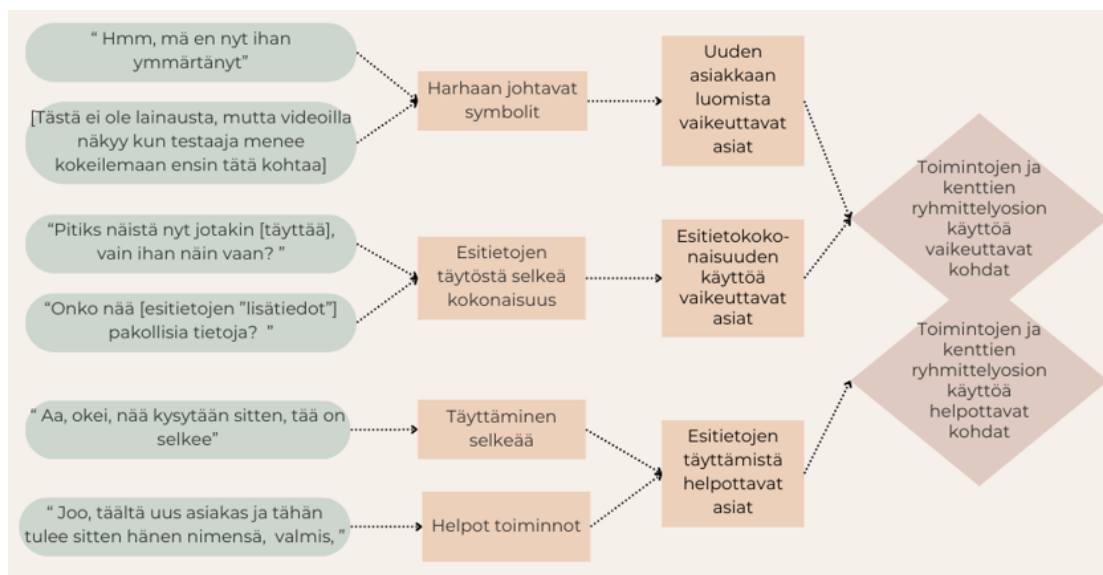 “ Hmm, mä en nyt ihan
ymmärtänyt”
[Tästä ei ole lainausta, mutta videoilla
näkyy kun testaaja menee
kokeilemaan ensin tätä kohtaa]
Harhaan johtavat
symbolit
Uuden
asiakkaan
luomista
vaikeuttavat
asiat
“Pitiks näistä nyt jotakin [täyttää],
vain ihan näin vaan? ”
“Onko nää [esitietojen ”lisätiedot”]
pakollisia tietoja?  ”
Esitietojen
täytöstä selkeä
kokonaisuus
Esitietokoko-
naisuuden
käyttöä
vaikeuttavat
asiat
Toimintojen ja
kenttien
ryhmittelyosion
käyttöä
vaikeuttavat
kohdat
“ Aa, okei, nää kysytään sitten, tää on
selkee”
Täyttäminen
selkeää
“ Joo, täältä uus asiakas ja tähän
tulee sitten hänen nimensä,  valmis, ”
Helpot toiminnot
Esitietojen
täyttämistä
helpottavat
asiat
Toimintojen ja
kenttien
ryhmittelyosion
käyttöä
helpottavat
kohdat